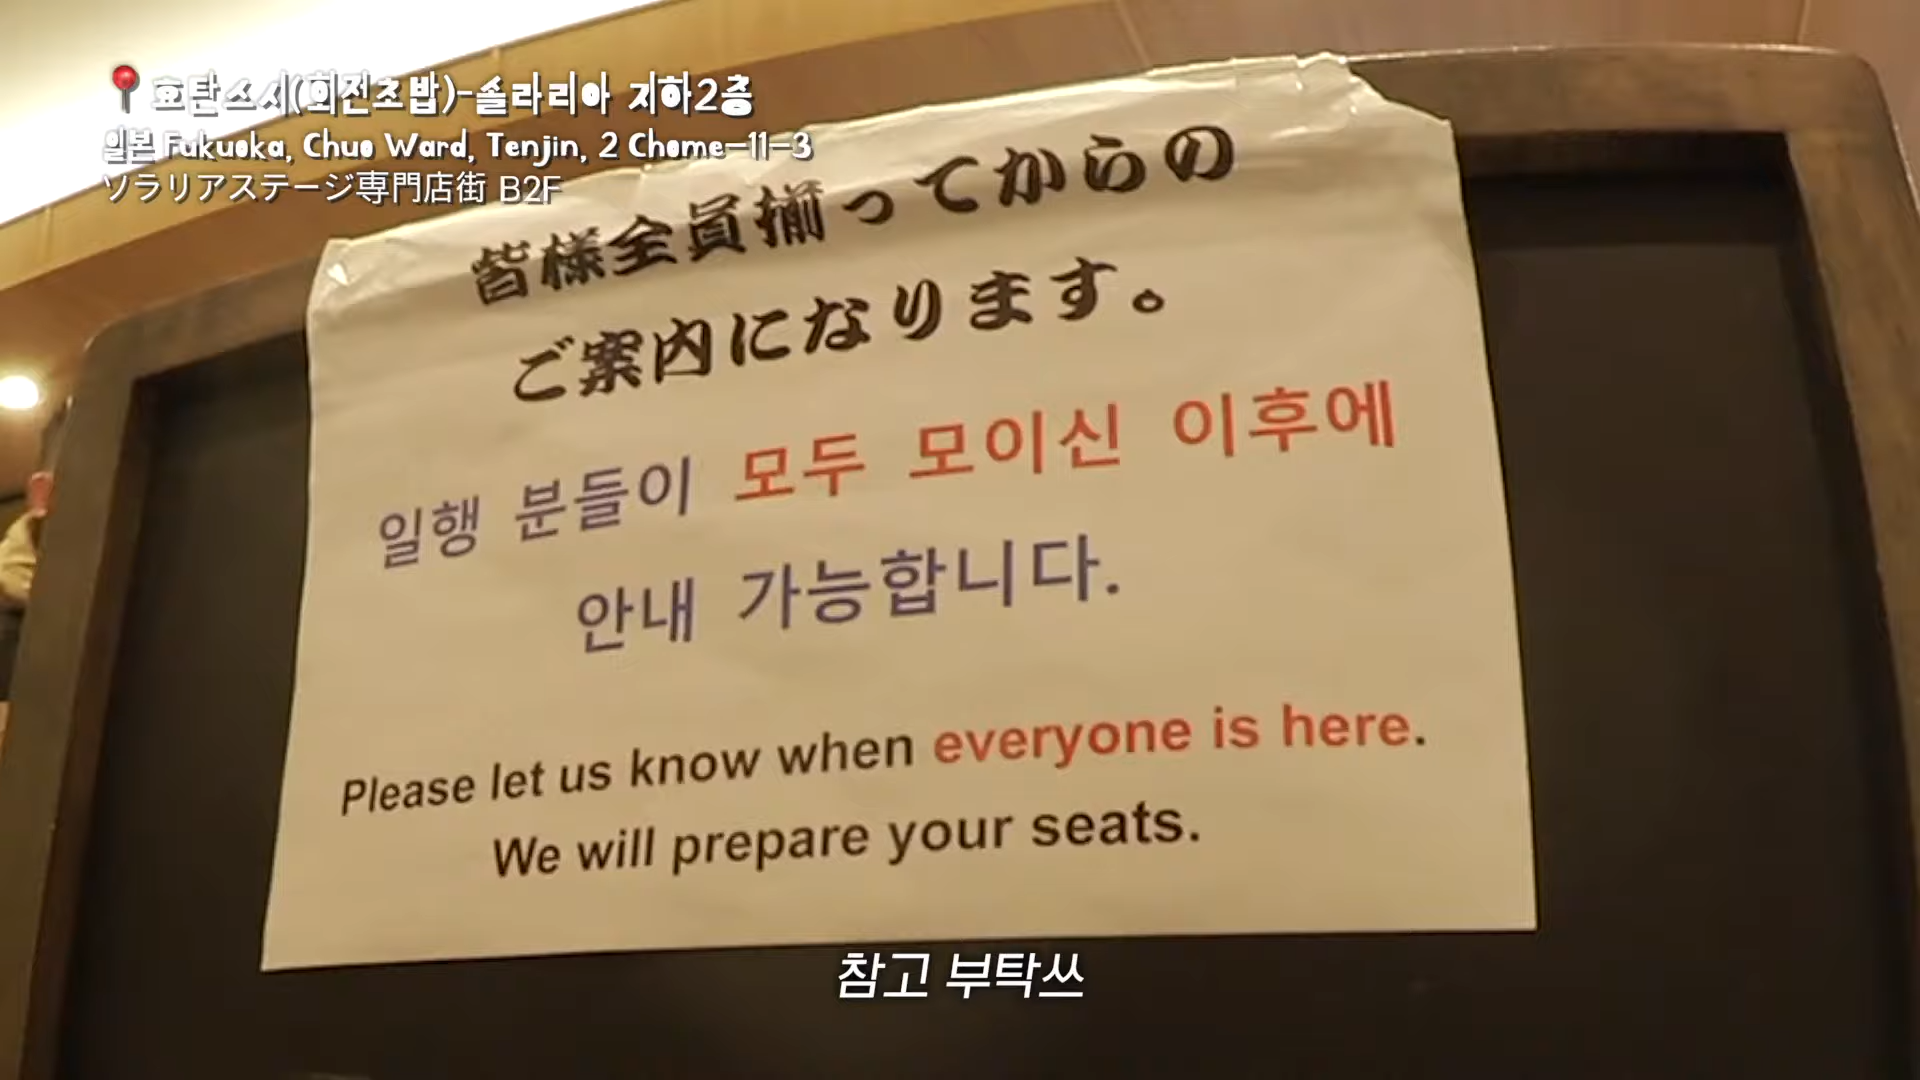 효탄스시(회전초밥)-솔라리아 지하2층
일본 Fukuoka, Chuo Ward, Tenjin, 2 Chome-11-3
ソラリアステージ専門店街 B2F
皆様全員揃ってからの
ご案内になります。
일행 분들이 모두 모이신 이후에
안내 가능합니다.
Please let us know when everyone is here.
We will prepare your seats.
참고 부탁쓰